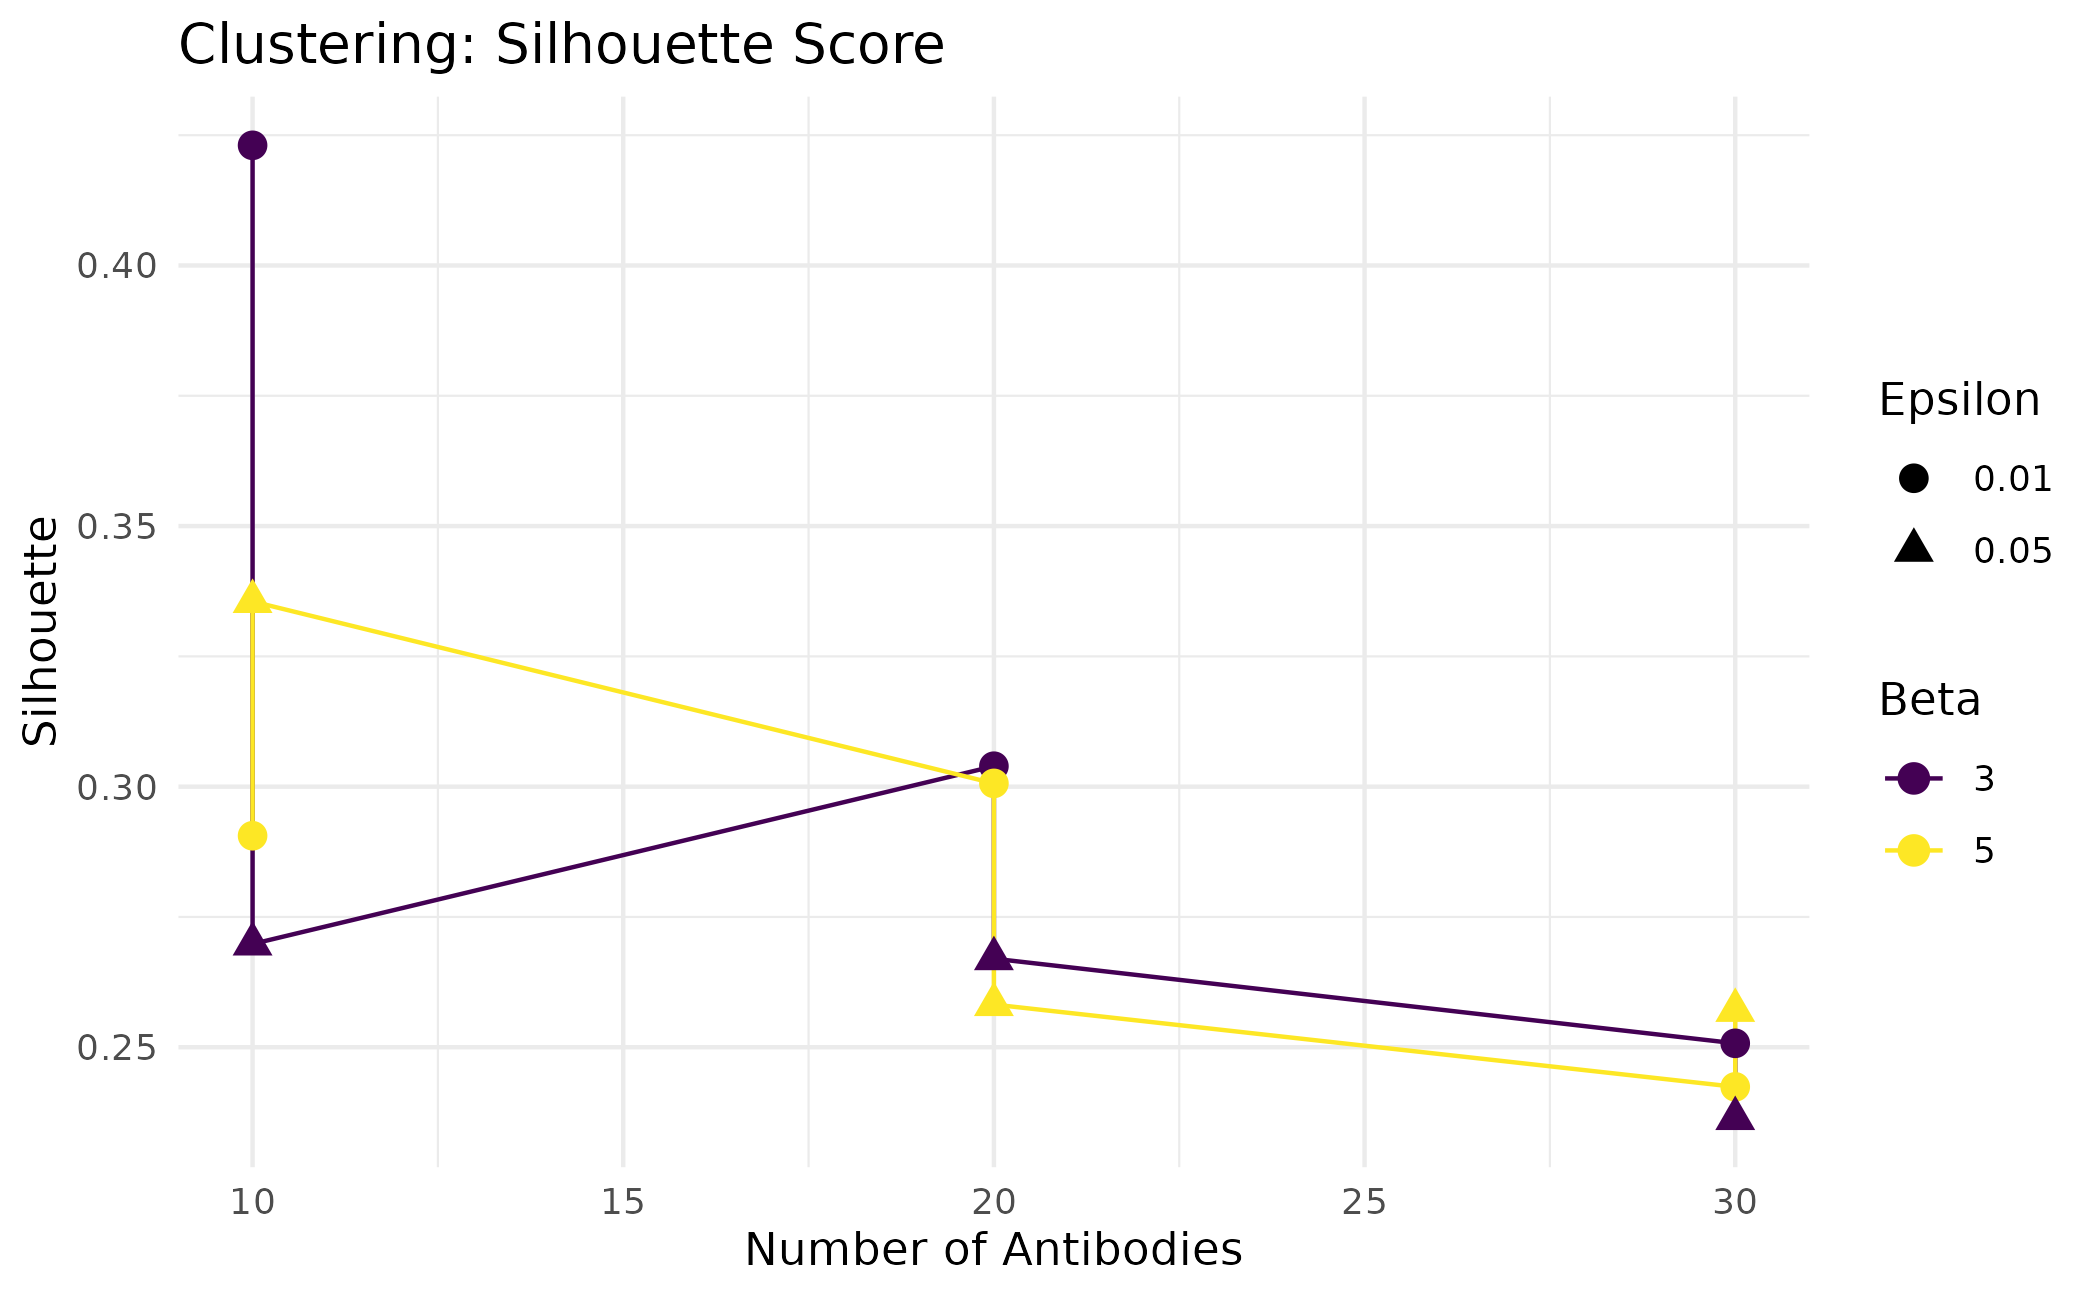 Clustering: Silhouette Score
Silhouette
0.40
0.35
0.30
0.25
10 15 20 25 30
Number of Antibodies
Epsilon
0.01
0.05
Beta
3
5